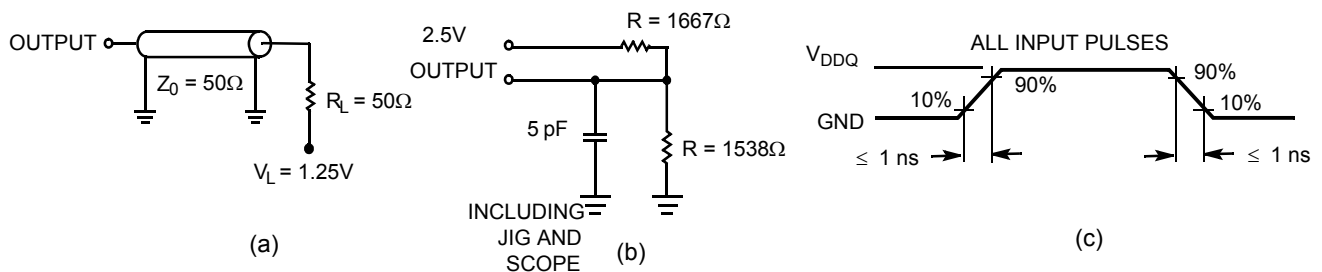 OUTPUT
Z0 = 50Ω
RL = 50Ω
VL = 1.25V
(a)
R = 1667Ω
2.5V
OUTPUT
5 pF
R = 1538Ω
INCLUDING
JIG AND
SCOPE
(b)
ALL INPUT PULSES
VDDQ
90%
90%
10%
10%
GND
≤ 1 ns
≤ 1 ns
(c)